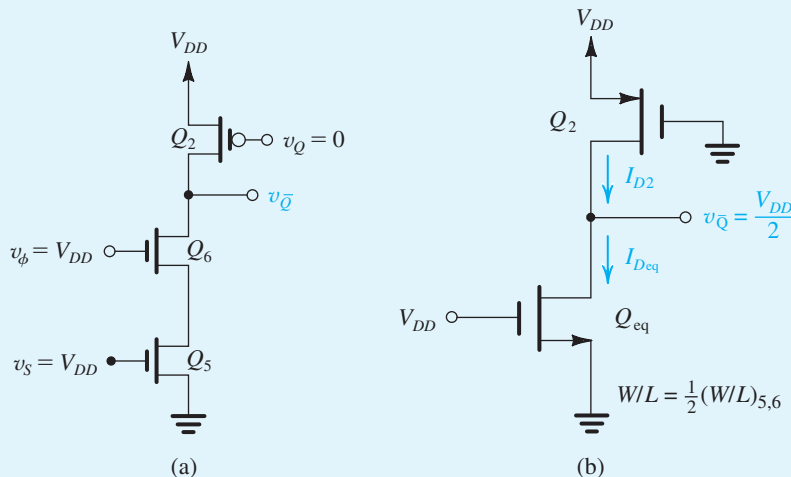 V_DD
Q_2
v_Q = 0
v_Q̄
v_ϕ = V_DD
Q_6
v_S = V_DD
Q_5
(a)
V_DD
Q_2
I_D2
v_Q̄ = V_DD/2
I_Deq
V_DD
Q_eq
W/L = 1/2 (W/L)_5,6
(b)